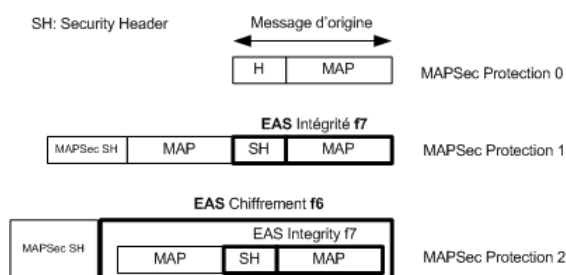 SH: Security Header
Message d'origine
H MAP MAPSec Protection 0
EAS Intégrité f7
MAPSec SH MAP SH MAP MAPSec Protection 1
EAS Chiffrement f6
EAS Integrity f7
MAPSec SH MAP SH MAP MAPSec Protection 2